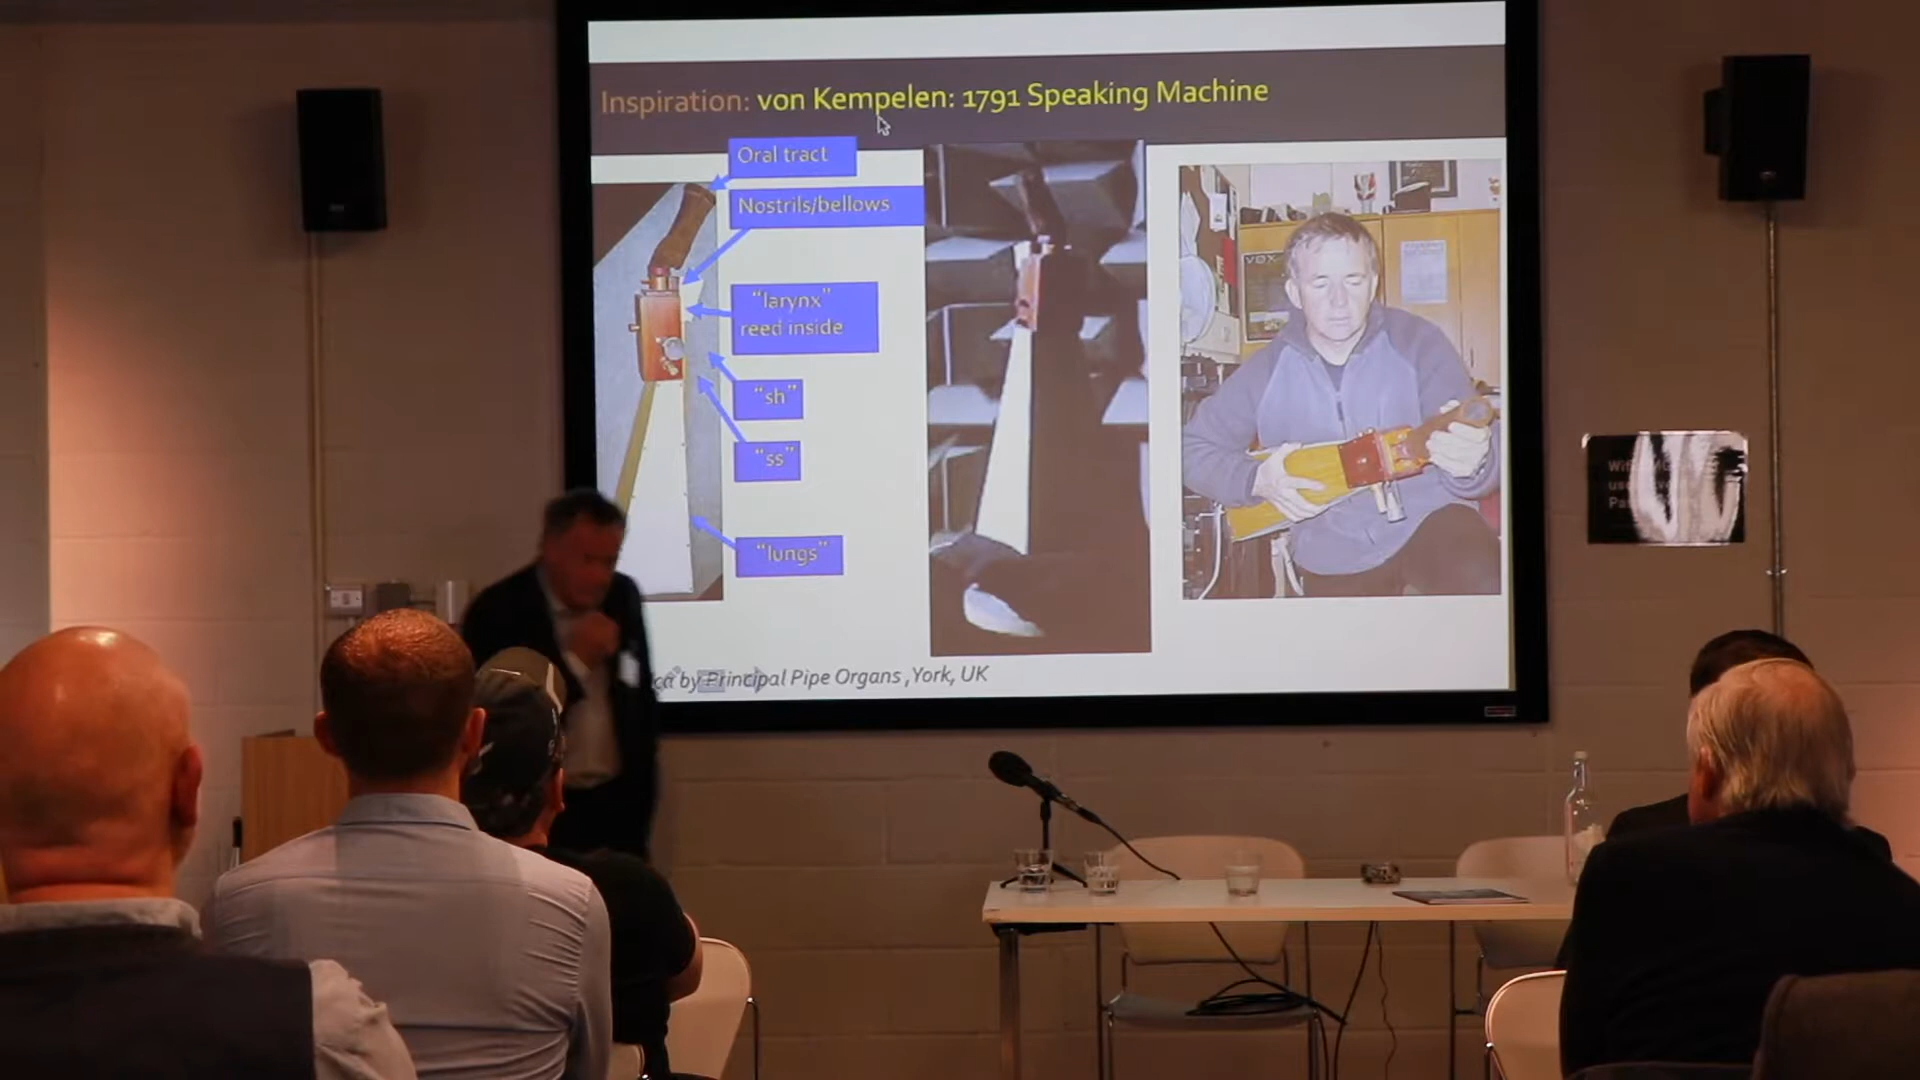 Inspiration: von Kempelen: 1791 Speaking Machine
Oral tract
Nostrils/bellows
"larynx"
reed inside
"sh"
"ss"
"lungs"
VOX
by Principal Pipe Organs ,York, UK